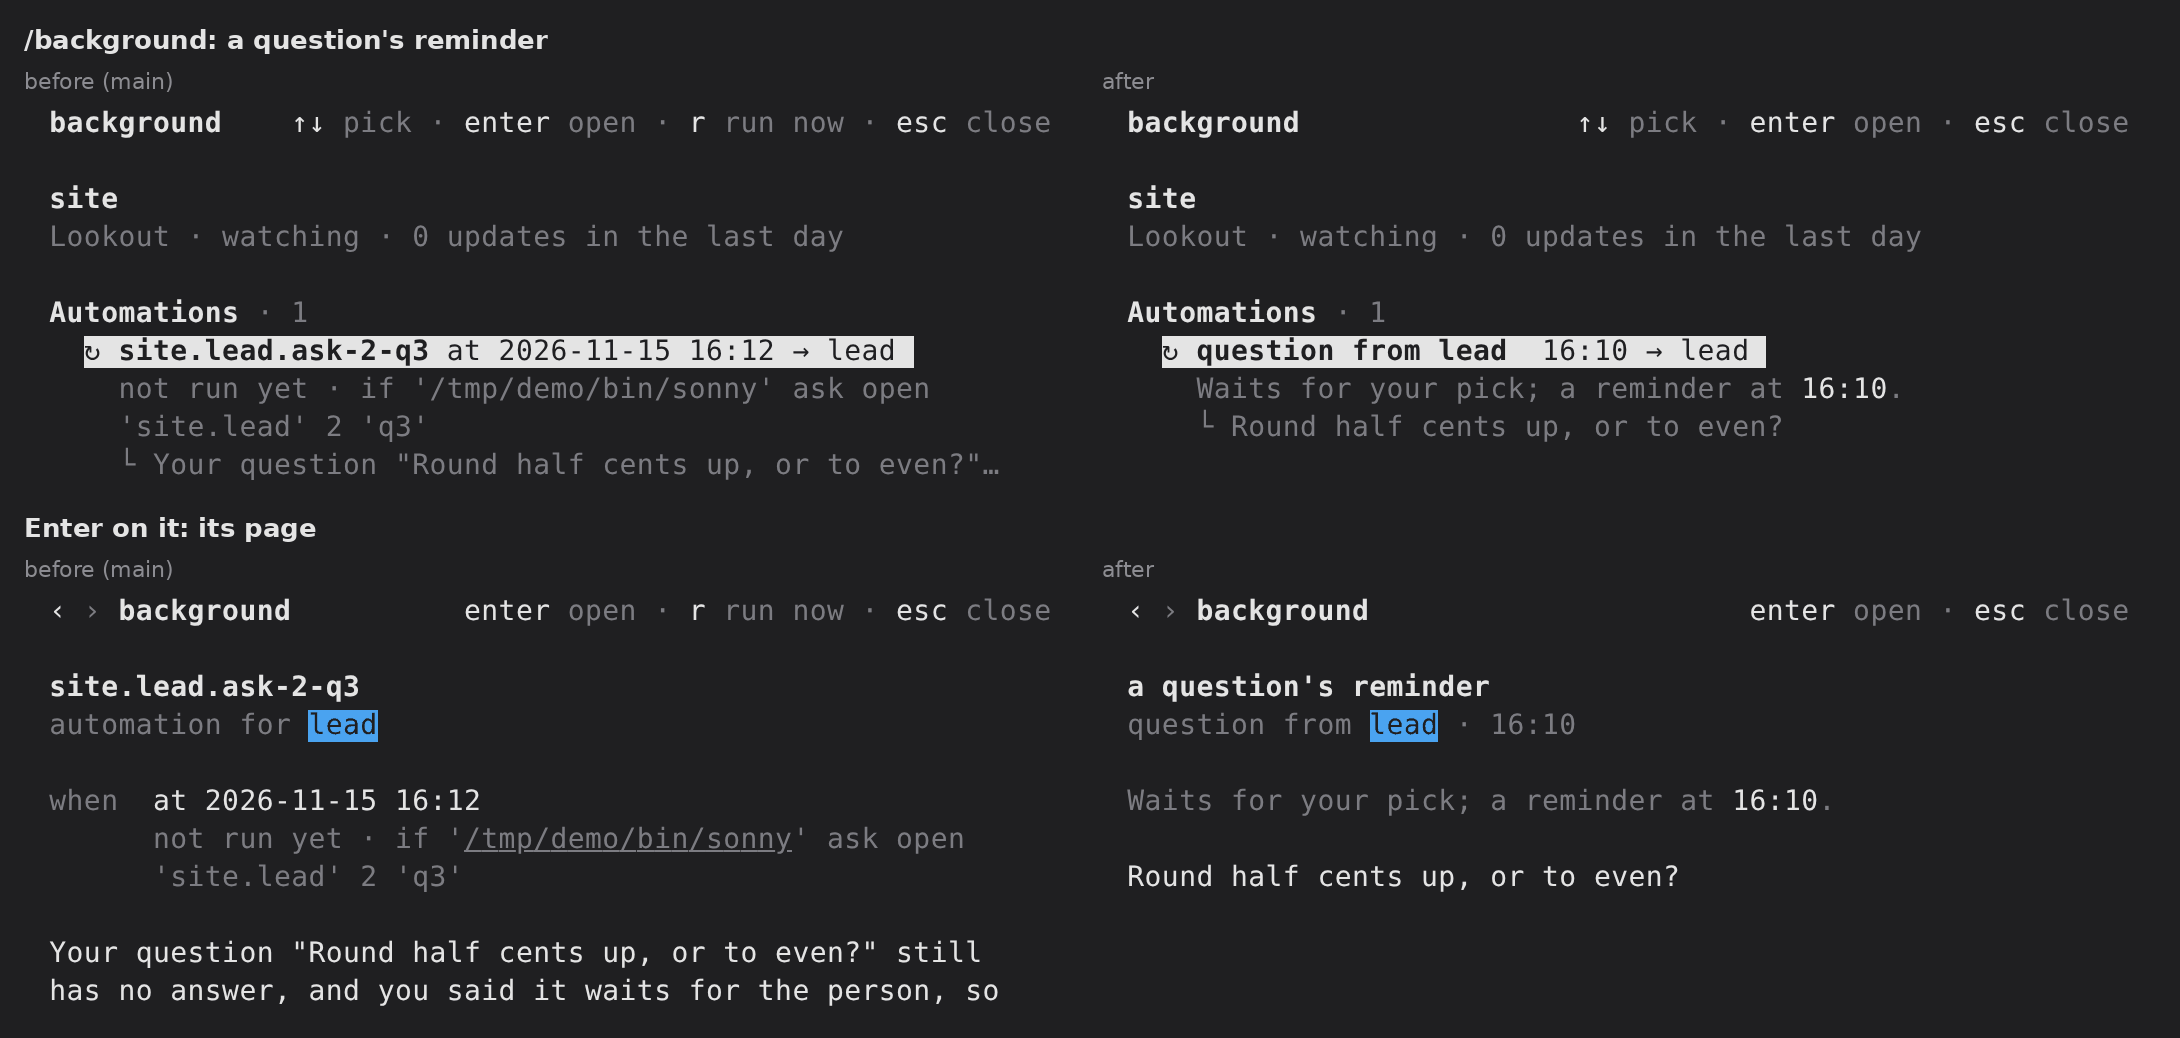 /background: a question's reminder
before (main)
background ↑↓ pick · enter open · r run now · esc close
site
Lookout · watching · 0 updates in the last day
Automations · 1
↻ site.lead.ask-2-q3 at 2026-11-15 16:12 → lead
not run yet · if '/tmp/demo/bin/sonny' ask open
'site.lead' 2 'q3'
└ Your question "Round half cents up, or to even?"…
after
background ↑↓ pick · enter open · esc close
site
Lookout · watching · 0 updates in the last day
Automations · 1
↻ question from lead 16:10 → lead
Waits for your pick; a reminder at 16:10.
└ Round half cents up, or to even?
Enter on it: its page
before (main)
‹ › background enter open · r run now · esc close
site.lead.ask-2-q3
automation for lead
when at 2026-11-15 16:12
not run yet · if '/tmp/demo/bin/sonny' ask open
'site.lead' 2 'q3'
Your question "Round half cents up, or to even?" still
has no answer, and you said it waits for the person, so
after
‹ › background enter open · esc close
a question's reminder
question from lead · 16:10
Waits for your pick; a reminder at 16:10.
Round half cents up, or to even?